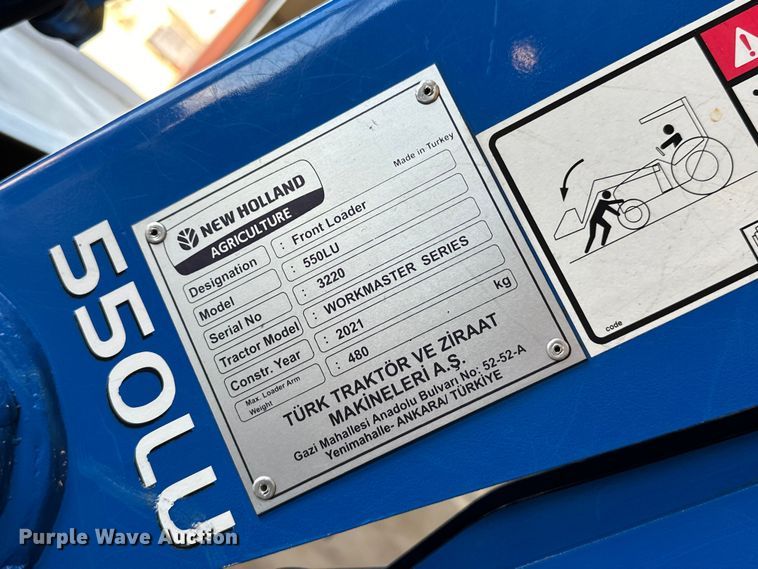 NEW HOLLAND
AGRICULTURE
Made in Turkey
Designation : Front Loader
Model : 550LU
Serial No : 3220
Tractor Model : WORKMASTER SERIES
Constr. Year : 2021
Max. Loader Arm Weight : 480 kg
TÜRK TRAKTÖR VE ZİRAAT
MAKİNELERİ A.Ş.
Gazi Mahallesi Anadolu Bulvarı No: 52-52-A
Yenimahalle- ANKARA/ TÜRKİYE
550LU
code
Purple Wave Auction